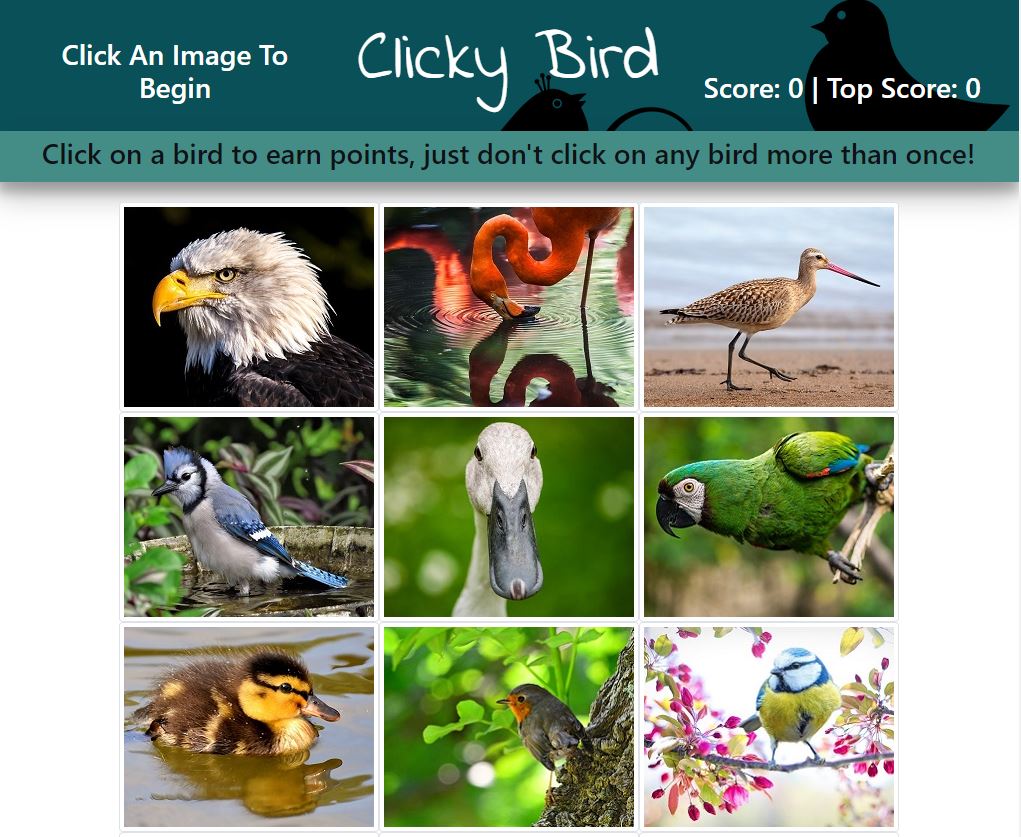 Click An Image To
Begin
Clicky Bird
Score: 0 | Top Score: 0
Click on a bird to earn points, just don't click on any bird more than once!